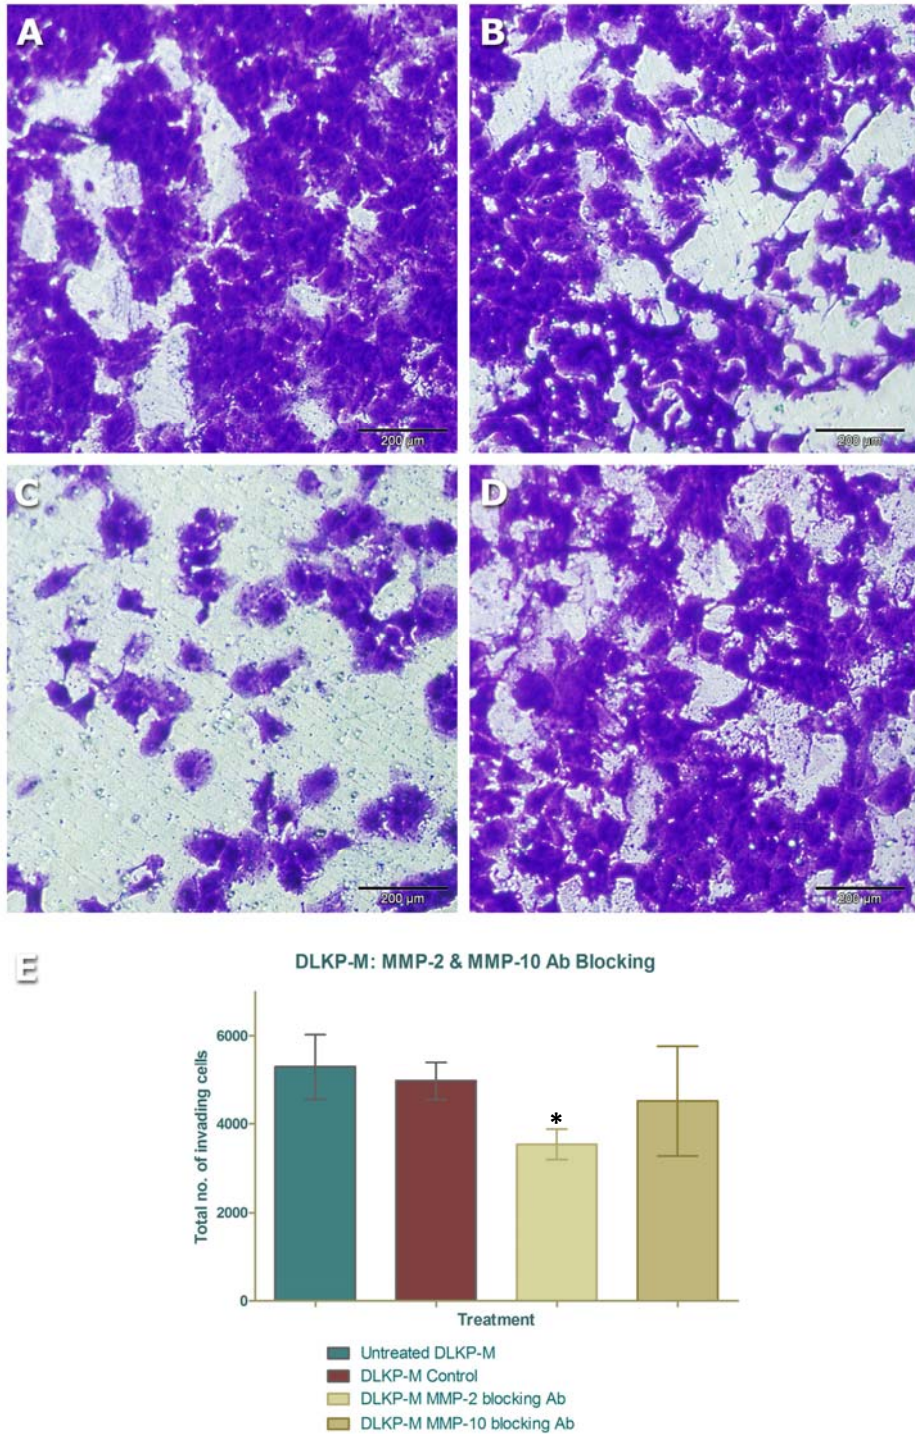 A
B
200 µm
200 µm
C
D
200 µm
200 µm
E
DLKP-M: MMP-2 & MMP-10 Ab Blocking
Total no. of invading cells
6000
4000
2000
0
*
Treatment
Untreated DLKP-M
DLKP-M Control
DLKP-M MMP-2 blocking Ab
DLKP-M MMP-10 blocking Ab